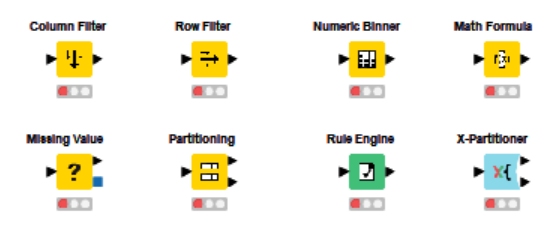 Column Filter Row Filter Numeric Binner Math Formula
Missing Value Partitioning Rule Engine X-Partitioner
?
X{